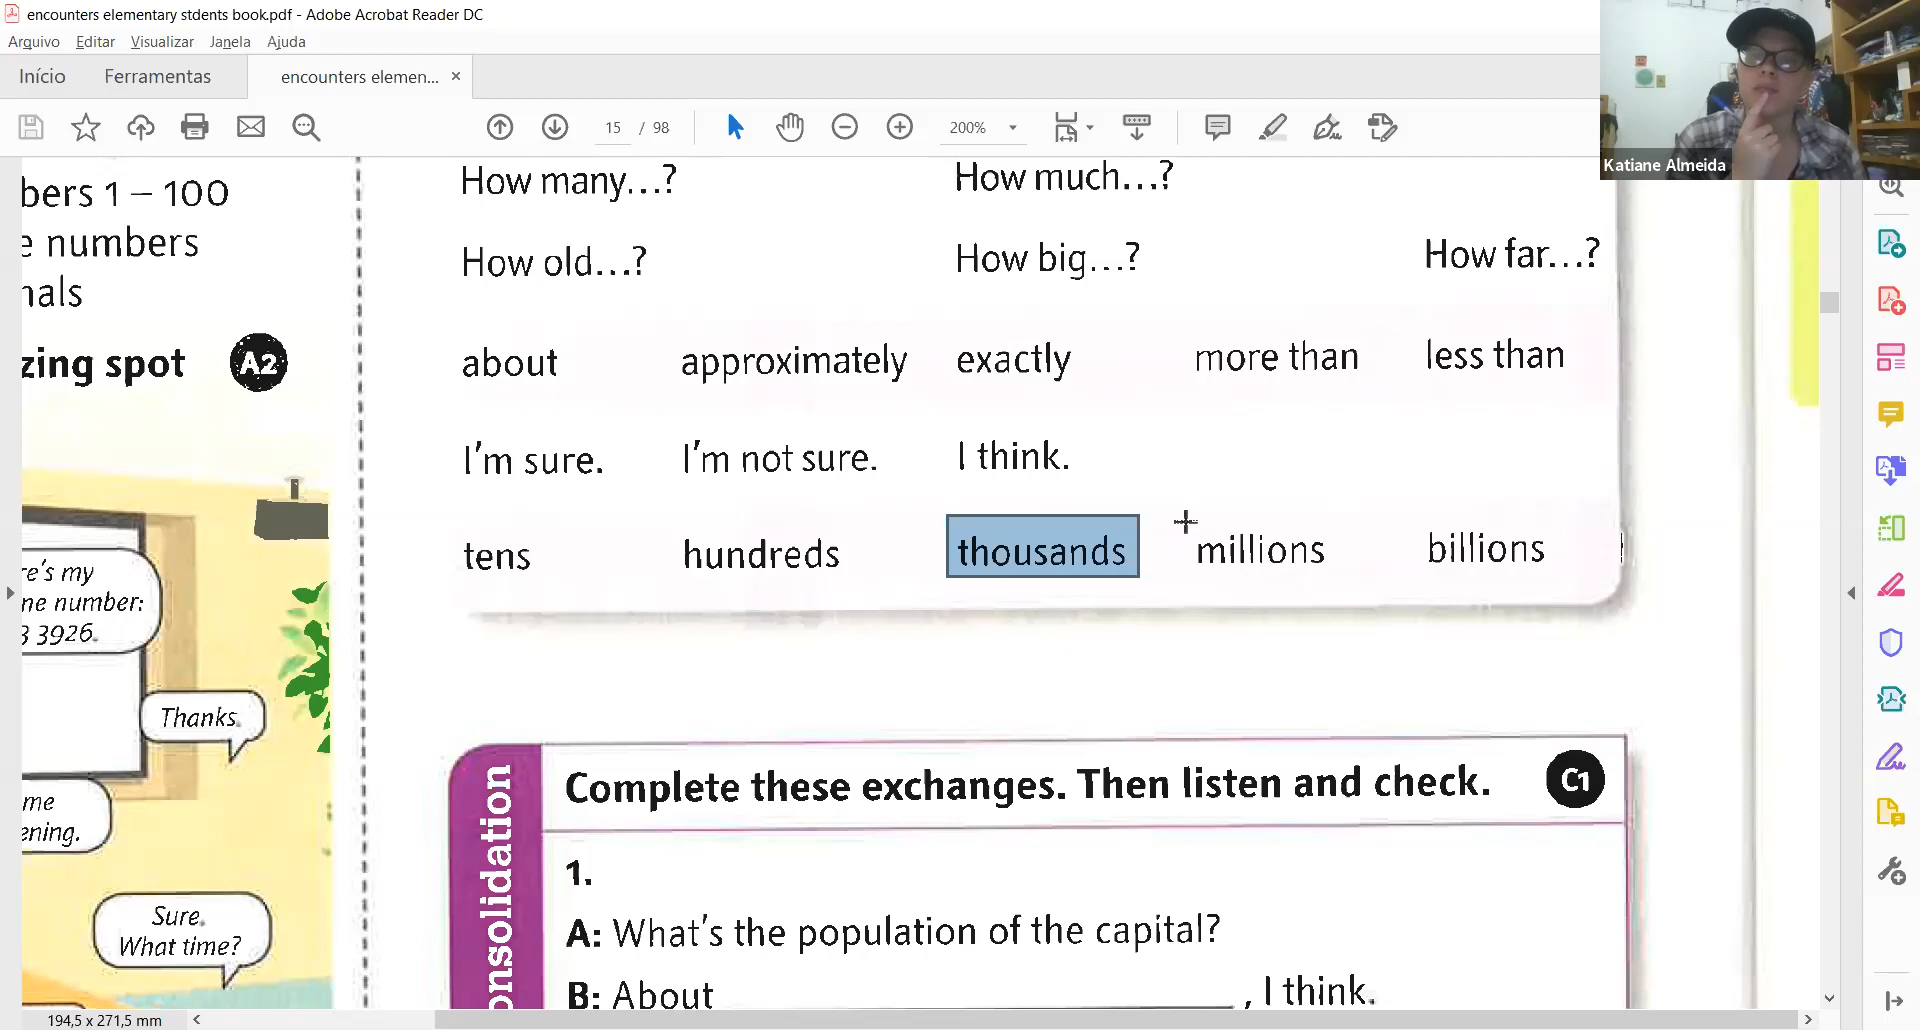 encounters elementary stdents book.pdf - Adobe Acrobat Reader DC
Arquivo Editar Visualizar Janela Ajuda
Início Ferramentas encounters elemen... ×
15 / 98 200%
Katiane Almeida
bers 1 – 100
e numbers
nals
zing spot A2
re's my
ne number:
3 3926.
Thanks.
me
ening.
Sure.
What time?
How many...? How much...?
How old...? How big...? How far...?
about approximately exactly more than less than
I'm sure. I'm not sure. I think.
tens hundreds thousands millions billions
onsolidation
Complete these exchanges. Then listen and check. C1
1.
A: What's the population of the capital?
B: About ____________________, I think.
194,5 x 271,5 mm